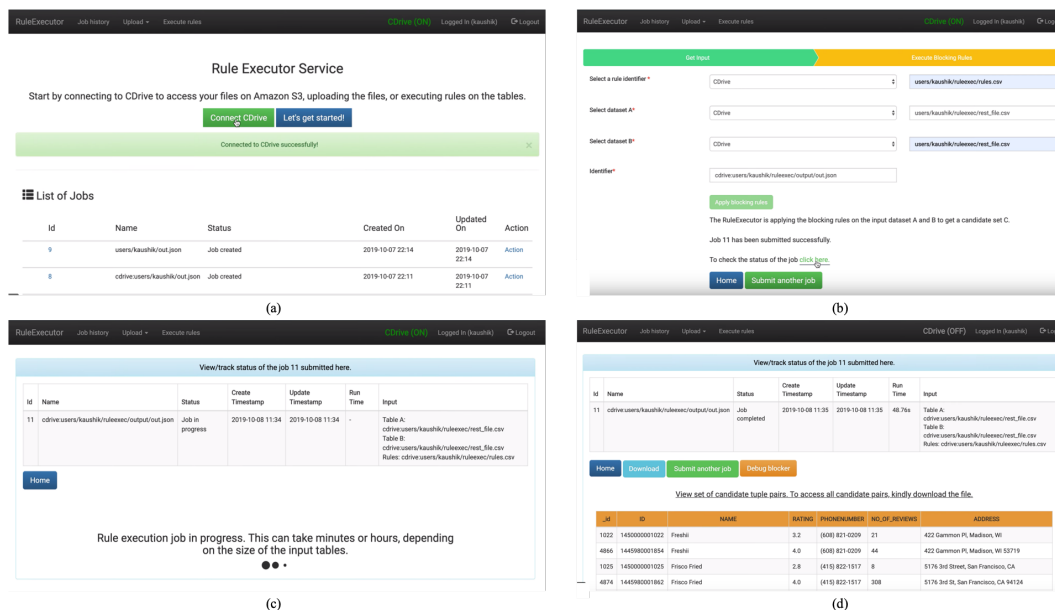 RuleExecutor Job history Upload Execute rules CDrive (ON) Logged In (kaushik) Logout
Rule Executor Service
Start by connecting to CDrive to access your files on Amazon S3, uploading the files, or executing rules on the tables.
Connect CDrive Let's get started!
Connected to CDrive successfully! ×
List of Jobs
Id Name Status Created On Updated On Action
9 users/kaushik/out.json Job created 2019-10-07 22:14 2019-10-07 22:14 Action
8 cdrive:users/kaushik/out.json Job created 2019-10-07 22:11 2019-10-07 22:11 Action
(a)
RuleExecutor Job history Upload Execute rules CDrive (ON) Logged In (kaushik) Logout
Get Input Execute Blocking Rules
Select a rule identifier * CDrive users/kaushik/ruleexec/rules.csv
Select dataset A* CDrive users/kaushik/ruleexec/rest_file.csv
Select dataset B* CDrive users/kaushik/ruleexec/rest_file.csv
Identifier* cdrive:users/kaushik/ruleexec/output/out.json
Apply blocking rules
The RuleExecutor is applying the blocking rules on the input dataset A and B to get a candidate set C.
Job 11 has been submitted successfully.
To check the status of the job click here.
Home Submit another job
(b)
RuleExecutor Job history Upload Execute rules CDrive (ON) Logged In (kaushik) Logout
View/track status of the job 11 submitted here.
Id Name Status Create Timestamp Update Timestamp Run Time Input
11 cdrive:users/kaushik/ruleexec/output/out.json Job in progress 2019-10-08 11:34 2019-10-08 11:34 - Table A:
cdrive:users/kaushik/ruleexec/rest_file.csv
Table B:
cdrive:users/kaushik/ruleexec/rest_file.csv
Rules: cdrive:users/kaushik/ruleexec/rules.csv
Home
Rule execution job in progress. This can take minutes or hours, depending
on the size of the input tables.
(c)
RuleExecutor Job history Upload Execute rules CDrive (OFF) Logged In (kaushik) Lo
View/track status of the job 11 submitted here.
Id Name Status Create Timestamp Update Timestamp Run Time Input
11 cdrive:users/kaushik/ruleexec/output/out.json Job completed 2019-10-08 11:35 2019-10-08 11:35 48.76s Table A:
cdrive:users/kaushik/ruleexec/rest_file.csv
Table B:
cdrive:users/kaushik/ruleexec/rest_file.csv
Rules: cdrive:users/kaushik/ruleexec/rules.csv
Home Download Submit another job Debug blocker
View set of candidate tuple pairs. To access all candidate pairs, kindly download the file.
_id ID NAME RATING PHONENUMBER NO_OF_REVIEWS ADDRESS
1022 1450000001022 Freshii 3.2 (608) 821-0209 21 422 Gammon Pl, Madison, WI
4866 1445980001854 Freshii 4.0 (608) 821-0209 44 422 Gammon Pl, Madison, WI 53719
1025 1450000001025 Frisco Fried 2.8 (415) 822-1517 8 5176 3rd Street, San Francisco, CA
4874 1445980001862 Frisco Fried 4.0 (415) 822-1517 308 5176 3rd St, San Francisco, CA 94124
(d)